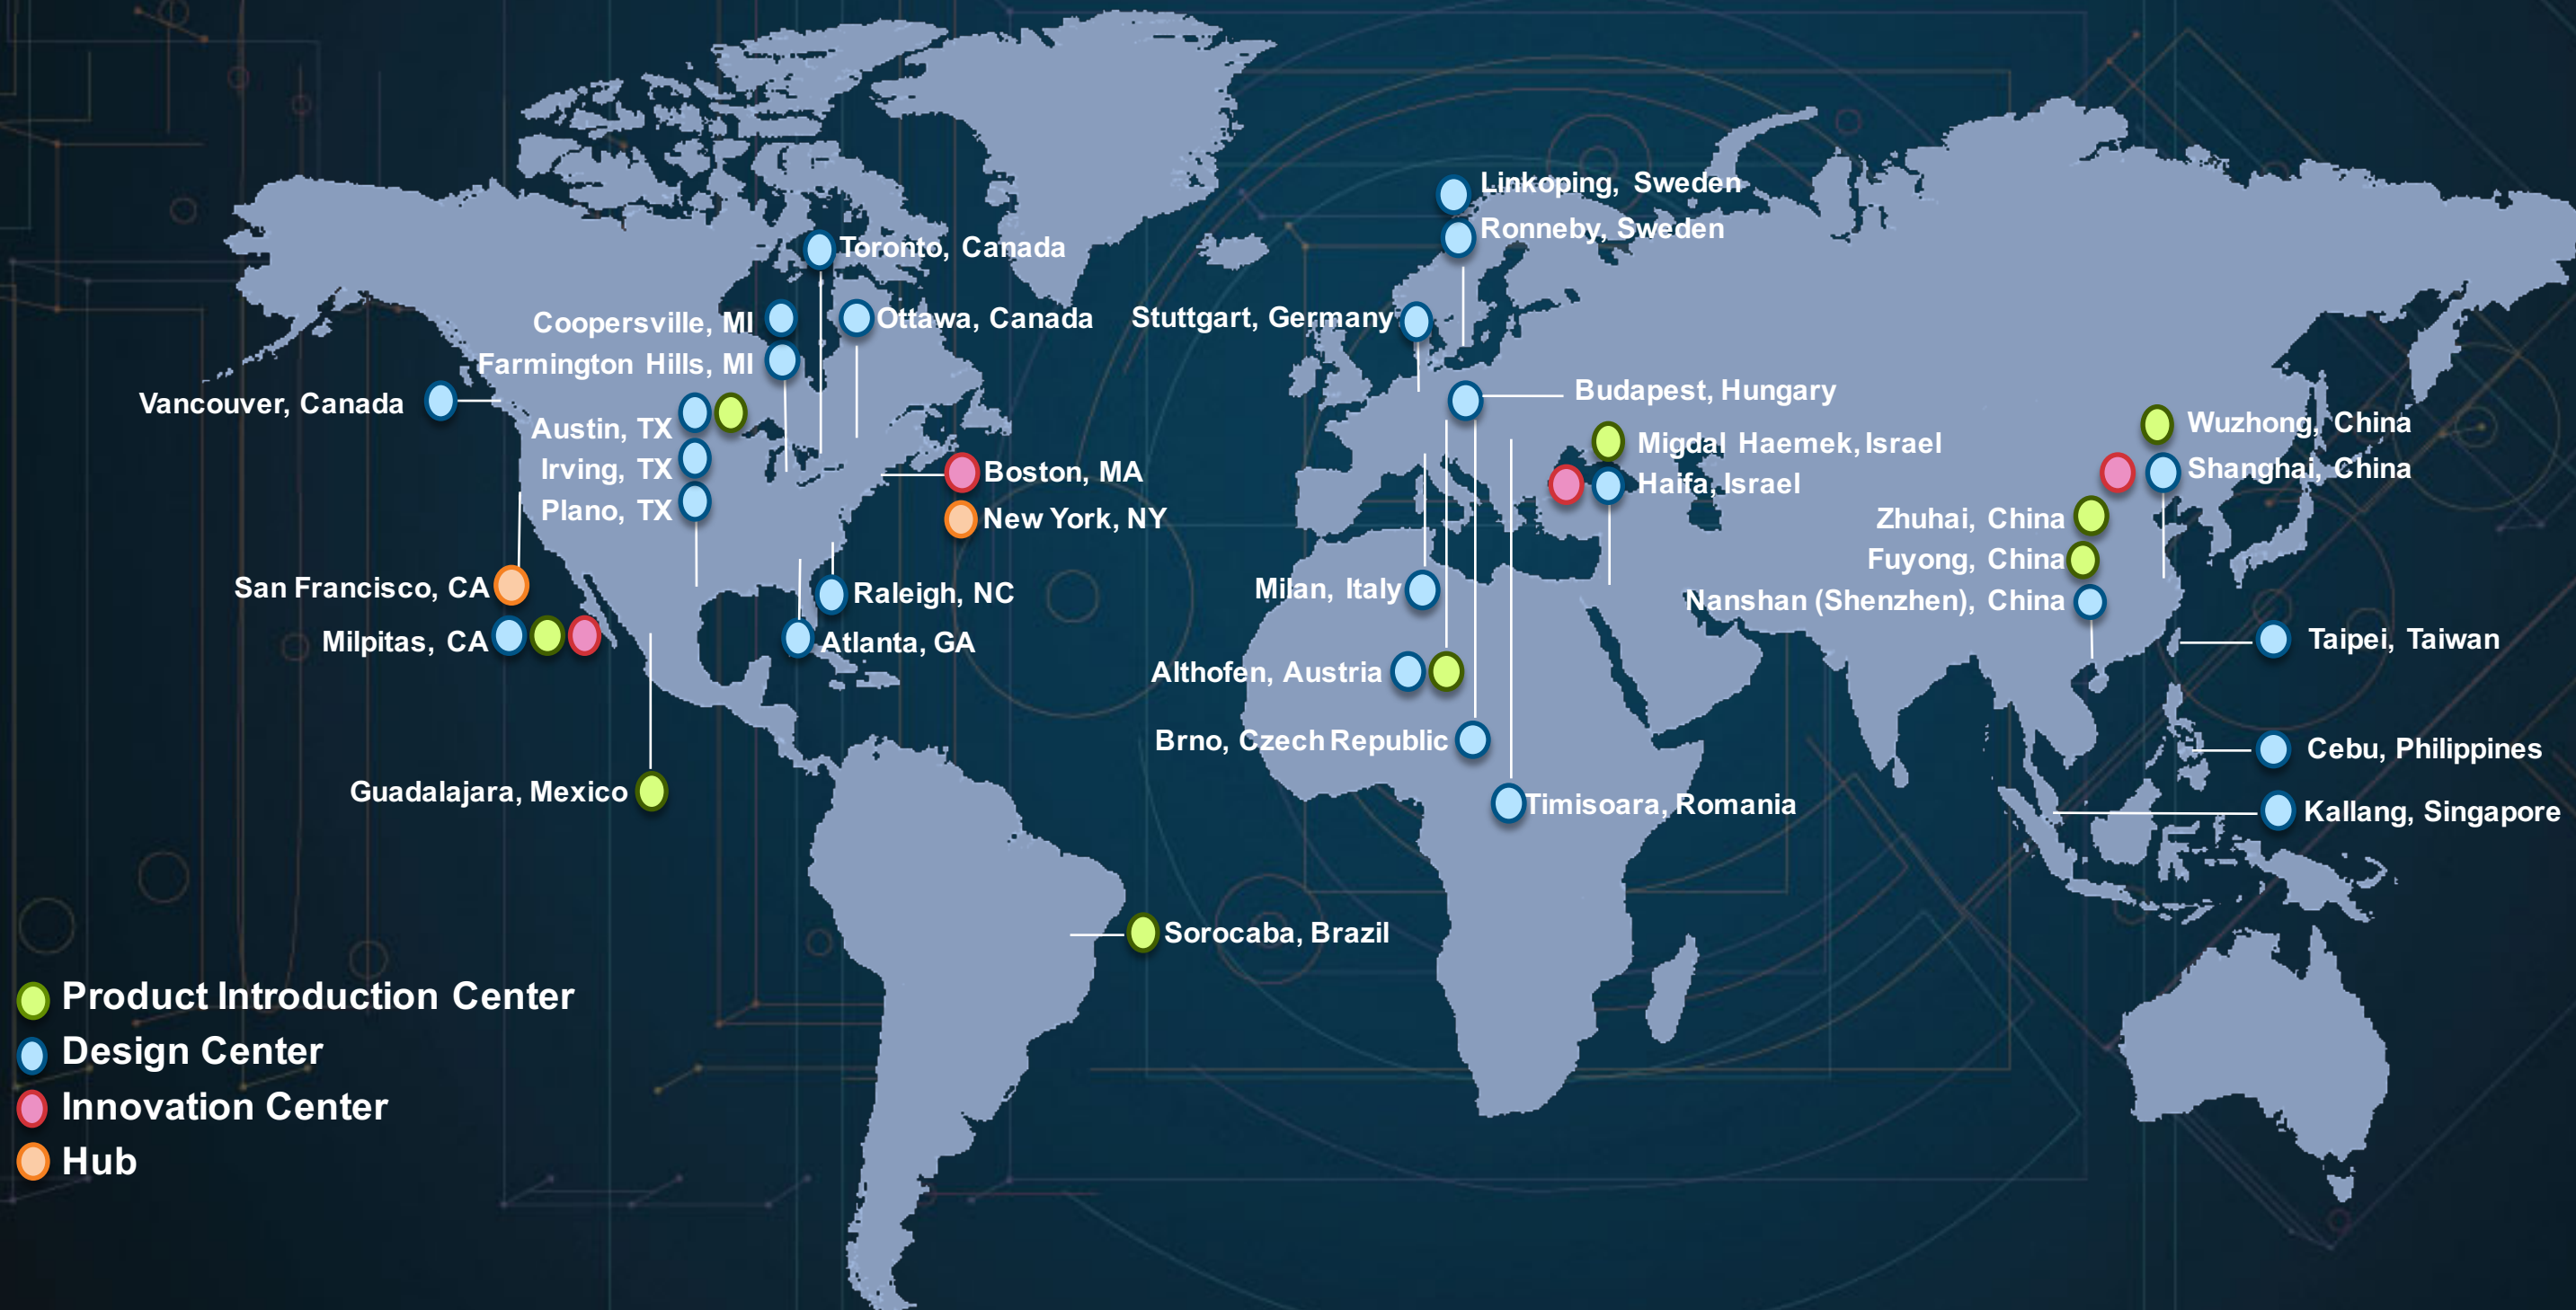 Linkoping, Sweden
Ronneby, Sweden
Toronto, Canada
Coopersville, MI
Ottawa, Canada
Stuttgart, Germany
Farmington Hills, MI
Vancouver, Canada
Budapest, Hungary
Austin, TX
Wuzhong, China
Migdal Haemek, Israel
Irving, TX
Boston, MA
Haifa, Israel
Shanghai, China
Plano, TX
New York, NY
Zhuhai, China
Fuyong, China
San Francisco, CA
Raleigh, NC
Milan, Italy
Nanshan (Shenzhen), China
Milpitas, CA
Atlanta, GA
Taipei, Taiwan
Althofen, Austria
Brno, Czech Republic
Cebu, Philippines
Guadalajara, Mexico
Timisoara, Romania
Kallang, Singapore
Sorocaba, Brazil
Product Introduction Center
Design Center
Innovation Center
Hub